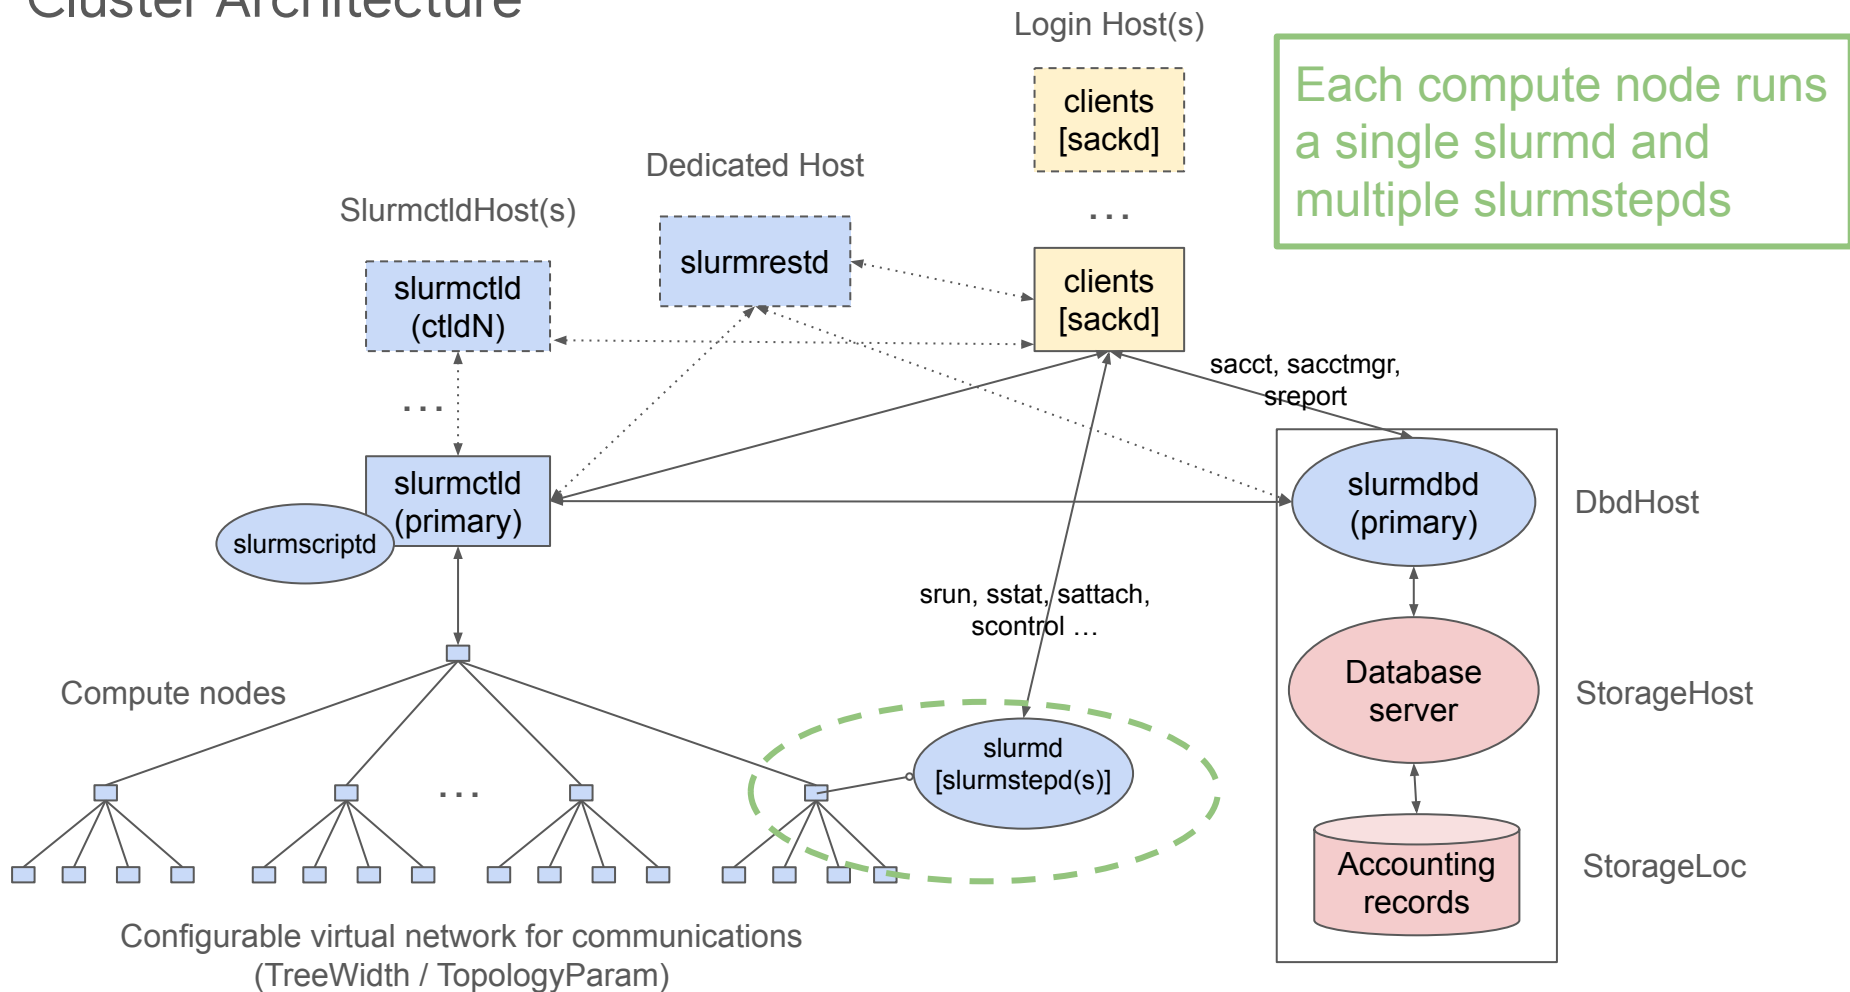 Cluster Architecture
Login Host(s)
clients
[sackd]
Each compute node runs
a single slurmd and
multiple slurmstepds
Dedicated Host
SlurmctldHost(s)
...
slurmrestd
slurmctld
(ctldN)
clients
[sackd]
sacct, sacctmgr,
sreport
...
slurmctld
(primary)
slurmscriptd
slurmdbd
(primary)
DbdHost
srun, sstat, sattach,
scontrol …
Compute nodes
Database
server
StorageHost
slurmd
[slurmstepd(s)]
...
Accounting
records
StorageLoc
Configurable virtual network for communications
(TreeWidth / TopologyParam)